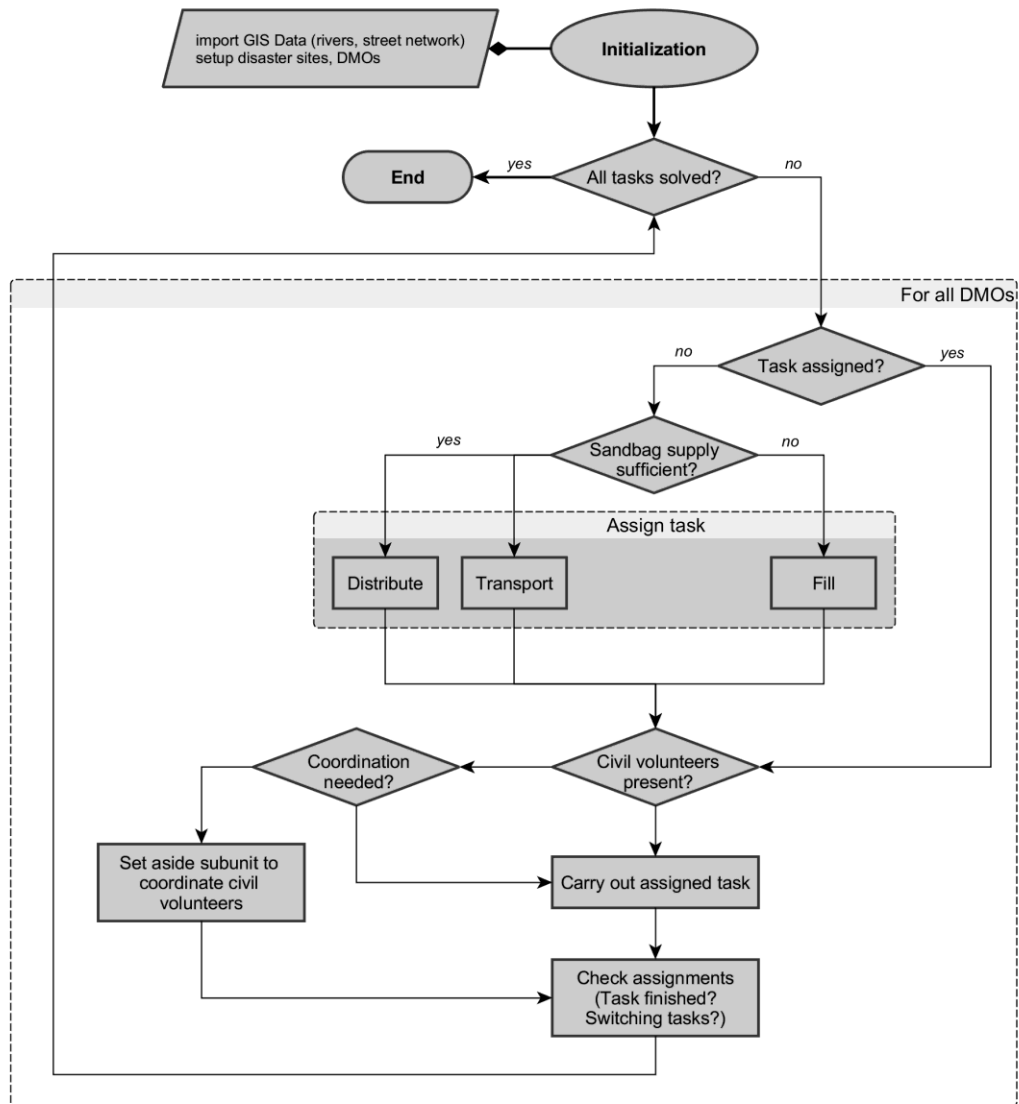 import GIS Data (rivers, street network)
setup disaster sites, DMOs
Initialization
End
yes
All tasks solved?
no
For all DMOs
no
Task assigned?
yes
yes
Sandbag supply
sufficient?
no
Assign task
Distribute
Transport
Fill
Coordination
needed?
Civil volunteers
present?
Set aside subunit to
coordinate civil
volunteers
Carry out assigned task
Check assignments
(Task finished?
Switching tasks?)